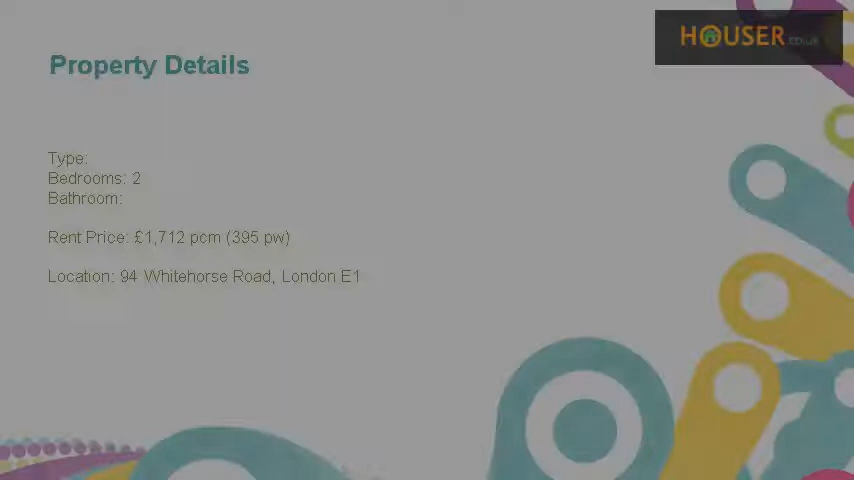 HOUSER.co.uk
Property Details
Type:
Bedrooms: 2
Bathroom:
Rent Price: £1,712 pcm (395 pw)
Location: 94 Whitehorse Road, London E1